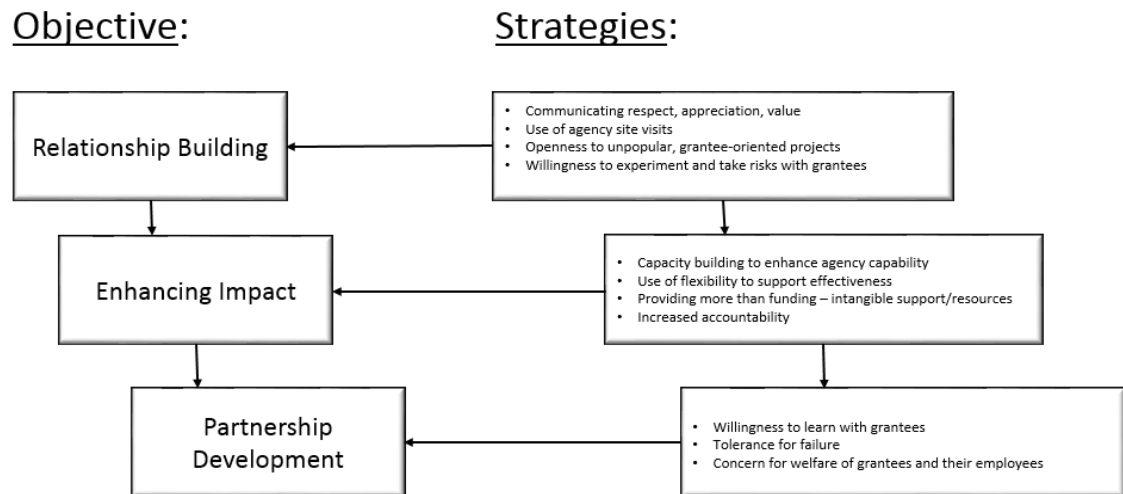 Objective:
Strategies:
Relationship Building
• Communicating respect, appreciation, value
• Use of agency site visits
• Openness to unpopular, grantee-oriented projects
• Willingness to experiment and take risks with grantees
Enhancing Impact
• Capacity building to enhance agency capability
• Use of flexibility to support effectiveness
• Providing more than funding – intangible support/resources
• Increased accountability
Partnership
Development
• Willingness to learn with grantees
• Tolerance for failure
• Concern for welfare of grantees and their employees